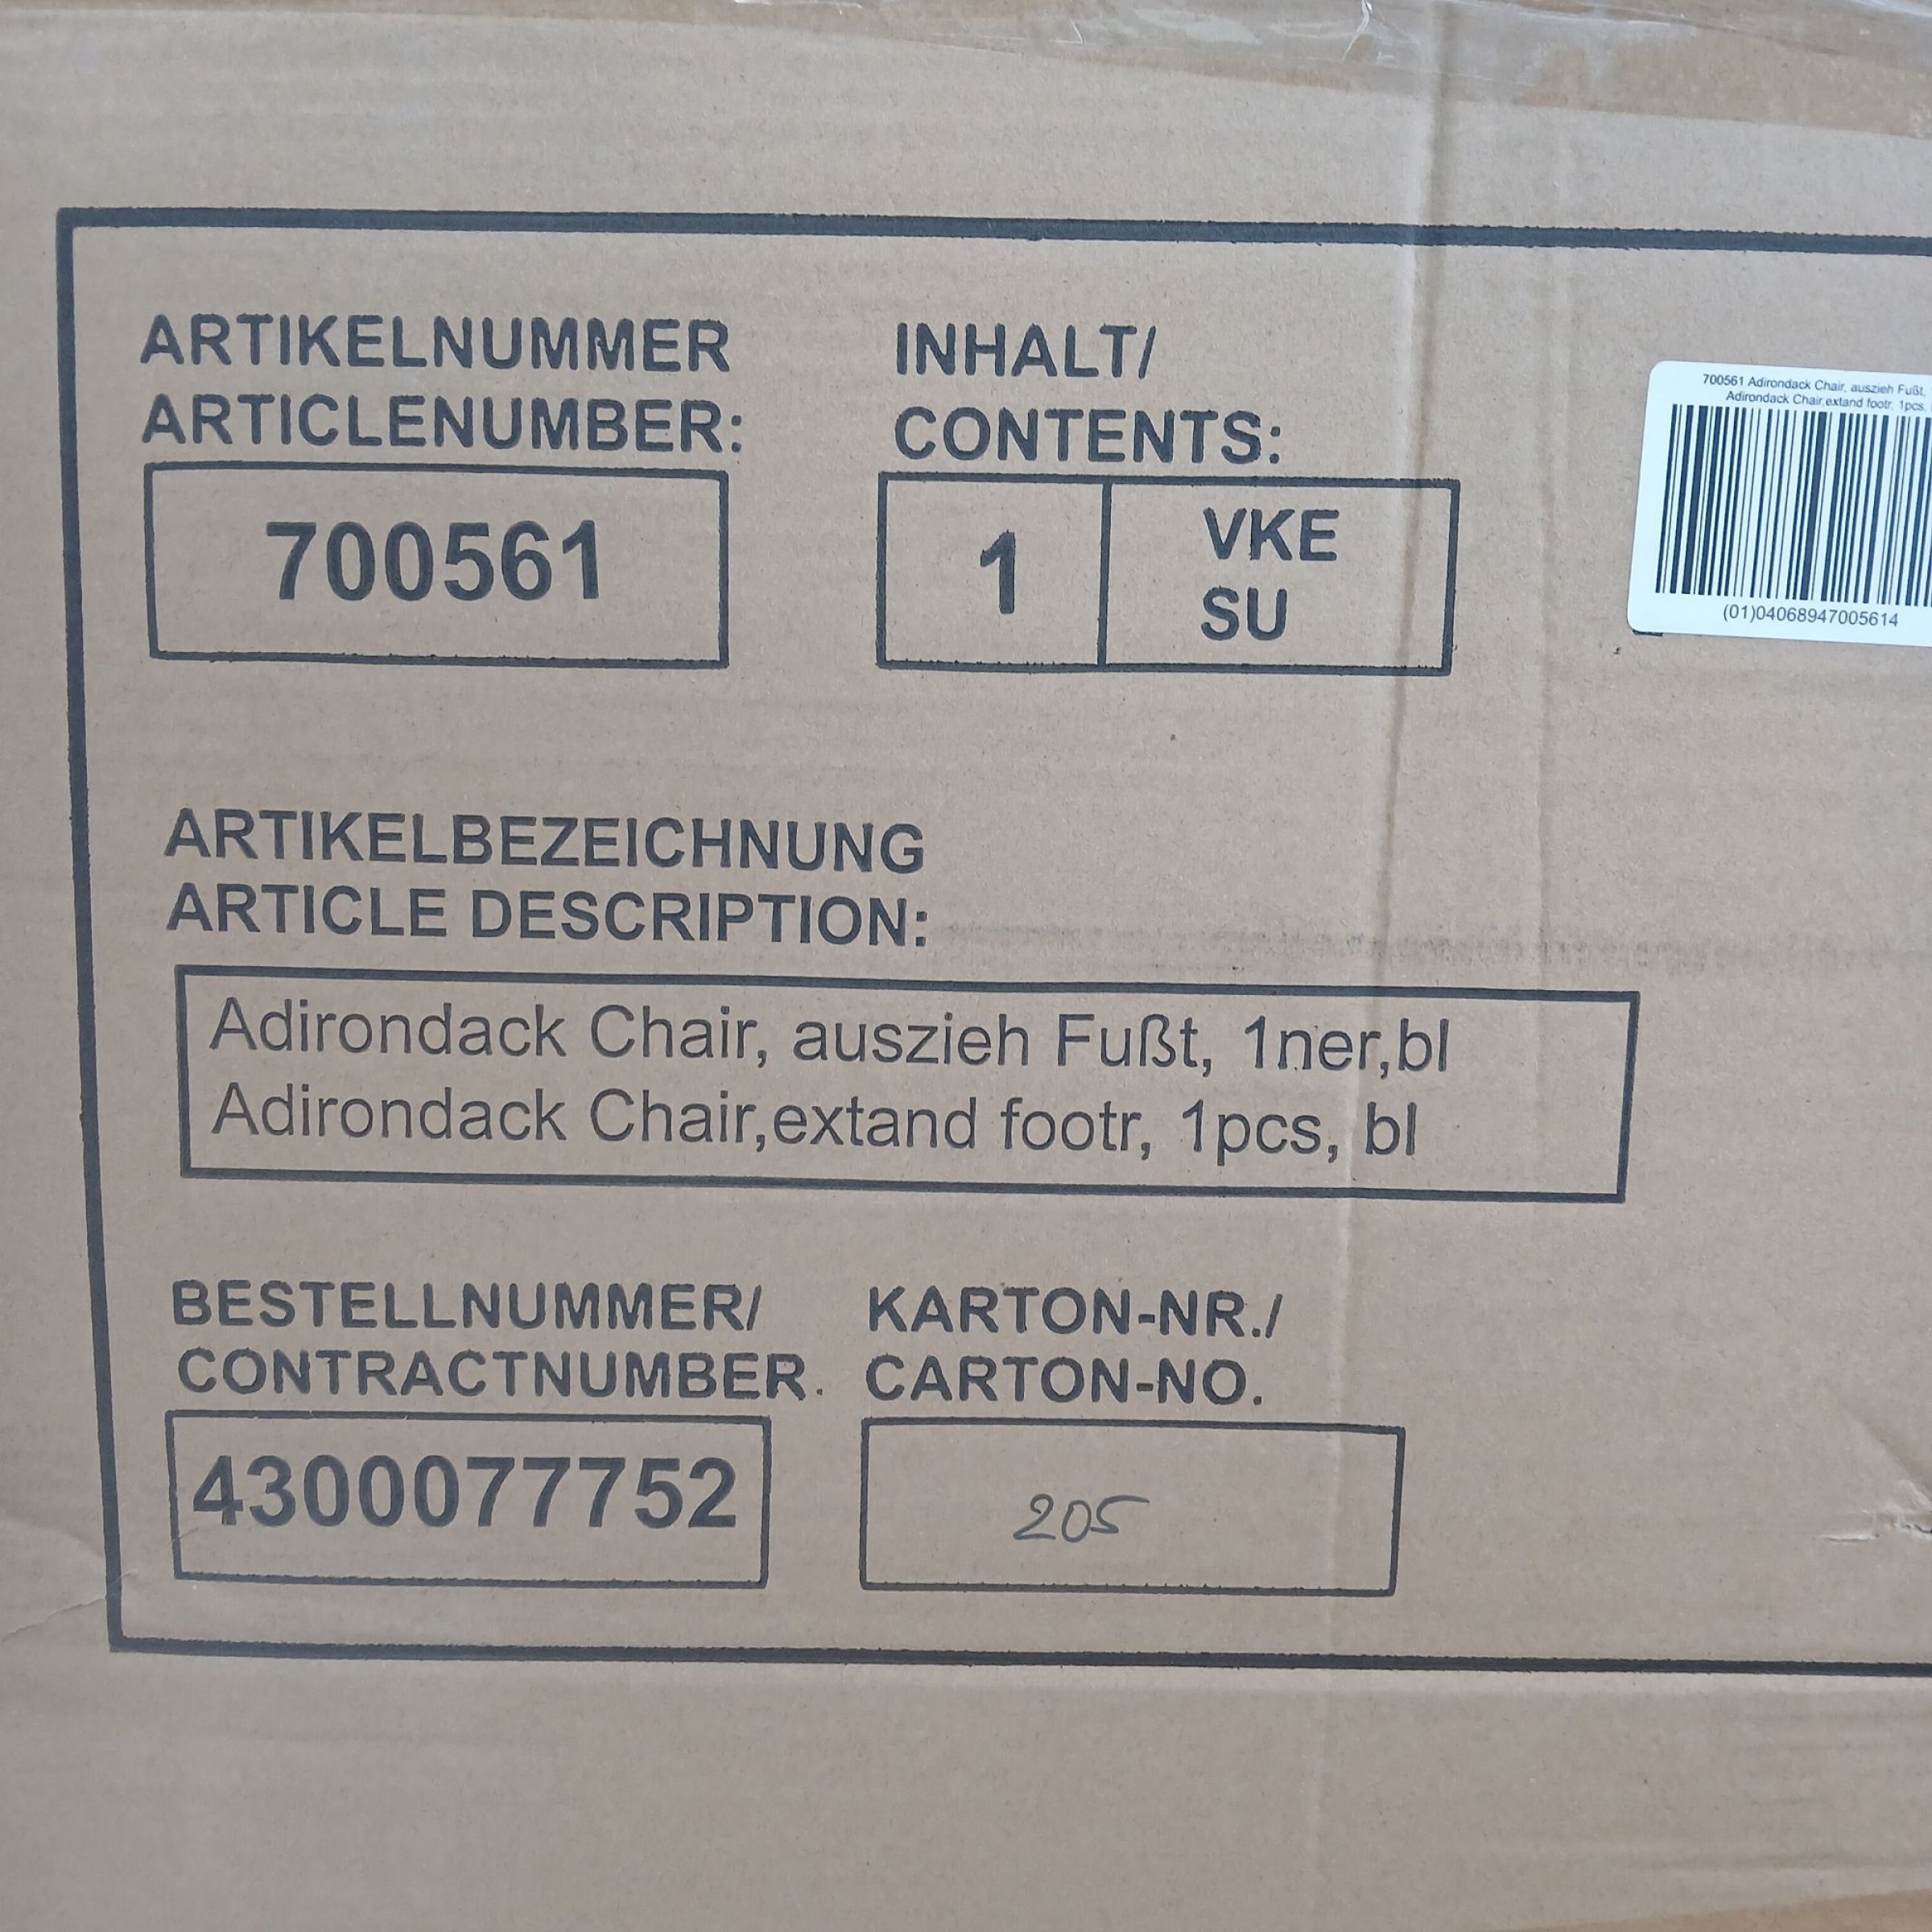 ARTIKELNUMMER
ARTICLENUMBER:
700561
INHALT/
CONTENTS:
1
VKE
SU
700561 Adirondack Chair, auszieh Fußt,
Adirondack Chair,extand footr, 1pcs.
(01)04068947005614
ARTIKELBEZEICHNUNG
ARTICLE DESCRIPTION:
Adirondack Chair, auszieh Fußt, 1ner,bl
Adirondack Chair,extand footr, 1pcs, bl
BESTELLNUMMER/
CONTRACTNUMBER.
4300077752
KARTON-NR./
CARTON-NO.
205